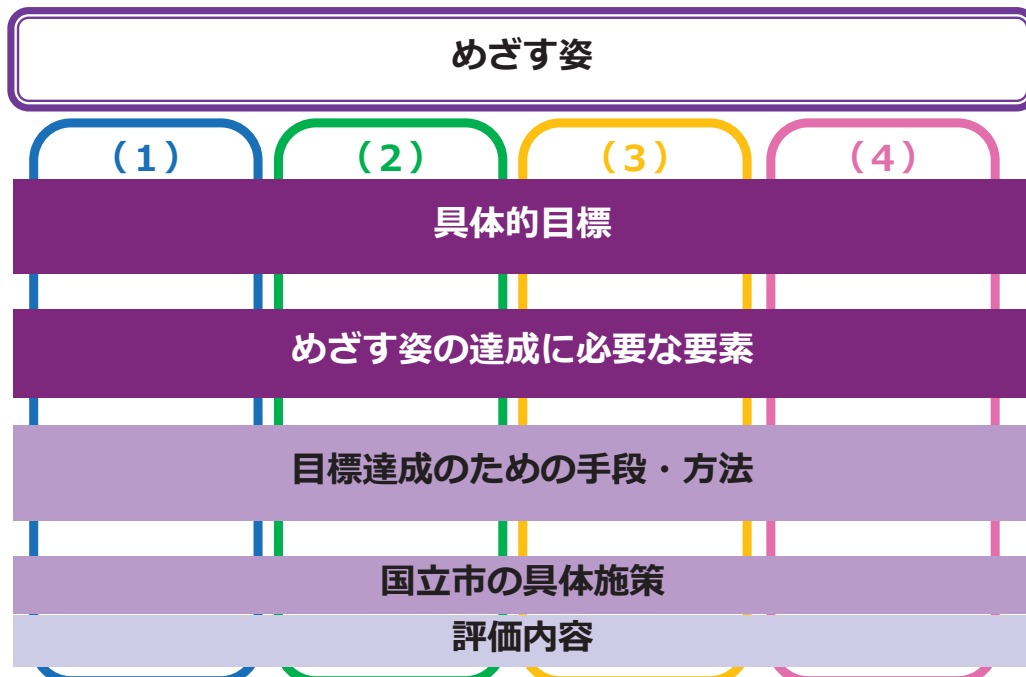 めざす姿
（１）
（２）
（３）
（４）
具体的目標
めざす姿の達成に必要な要素
目標達成のための手段・方法
国立市の具体施策
評価内容